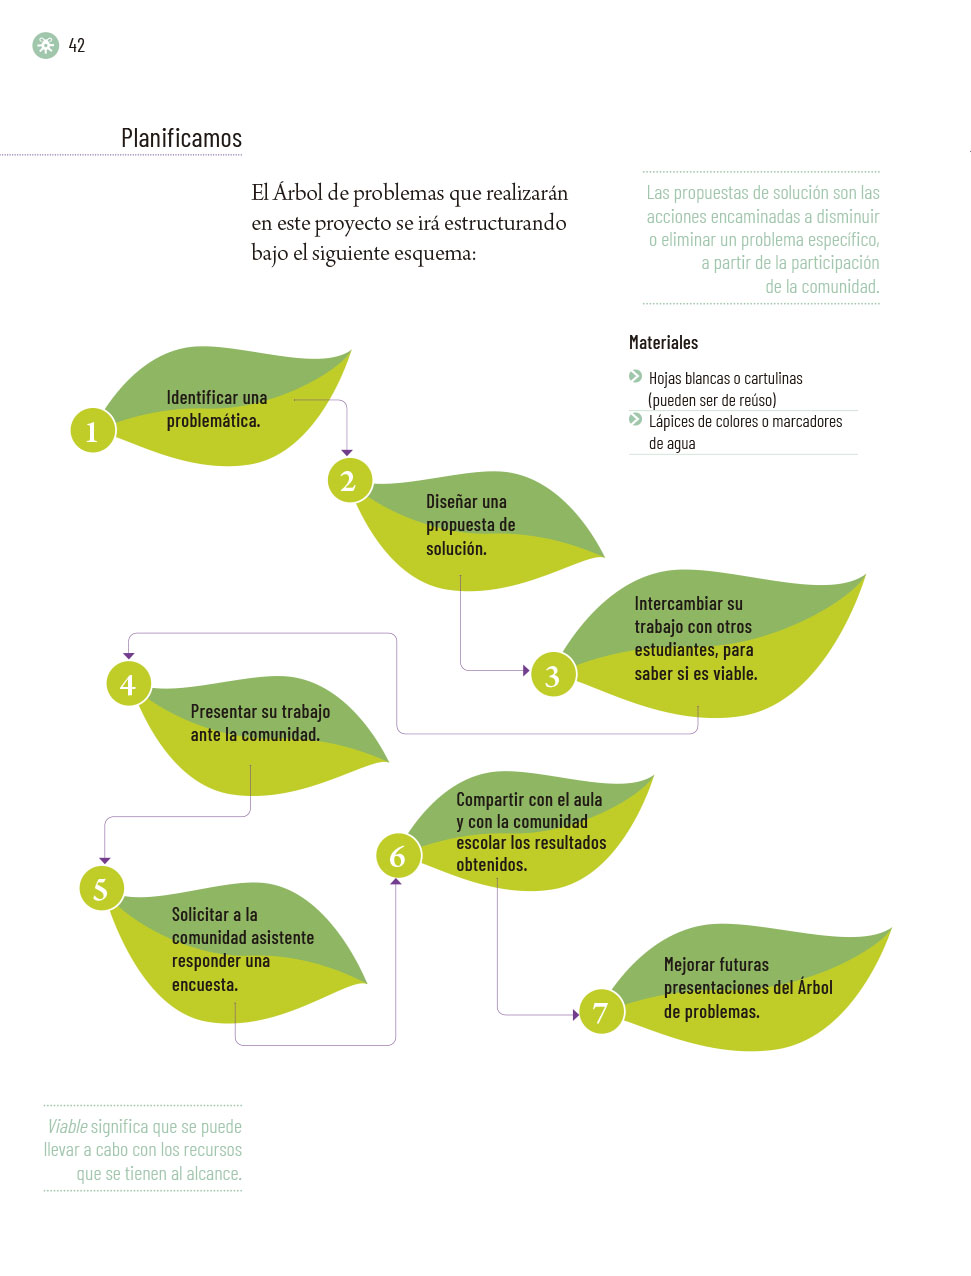 42
Planificamos
El Árbol de problemas que realizarán
en este proyecto se irá estructurando
bajo el siguiente esquema:
Las propuestas de solución son las
acciones encaminadas a disminuir
o eliminar un problema específico,
a partir de la participación
de la comunidad.
Materiales
Hojas blancas o cartulinas
(pueden ser de reúso)
Lápices de colores o marcadores
de agua
1
Identificar una
problemática.
2
Diseñar una
propuesta de
solución.
3
Intercambiar su
trabajo con otros
estudiantes, para
saber si es viable.
4
Presentar su trabajo
ante la comunidad.
5
Solicitar a la
comunidad asistente
responder una
encuesta.
6
Compartir con el aula
y con la comunidad
escolar los resultados
obtenidos.
7
Mejorar futuras
presentaciones del Árbol
de problemas.
Viable significa que se puede
llevar a cabo con los recursos
que se tienen al alcance.